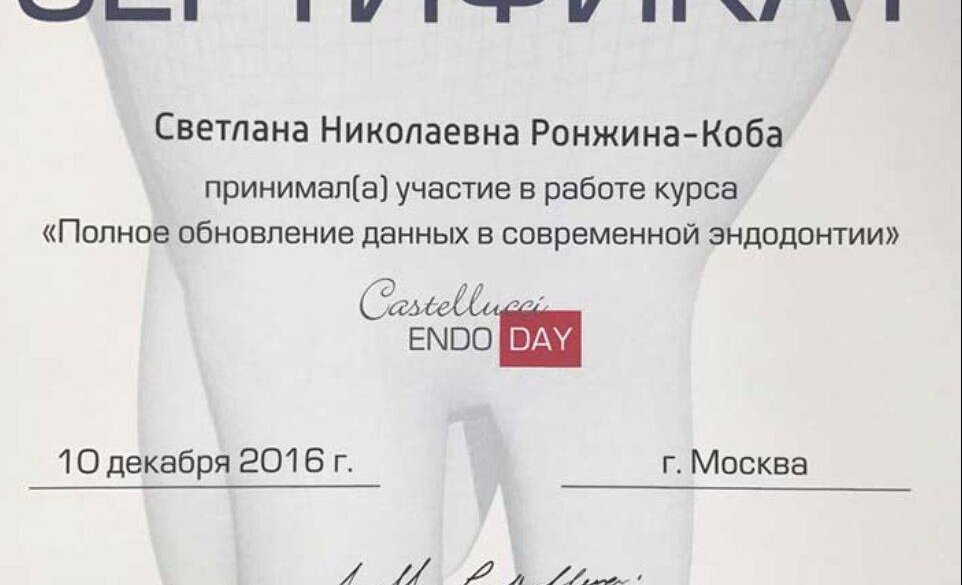 СЕРТИФИКАТ
Светлана Николаевна Ронжина-Коба
принимал(а) участие в работе курса
«Полное обновление данных в современной эндодонтии»
Castellucci
ENDO DAY
10 декабря 2016 г.
г. Москва